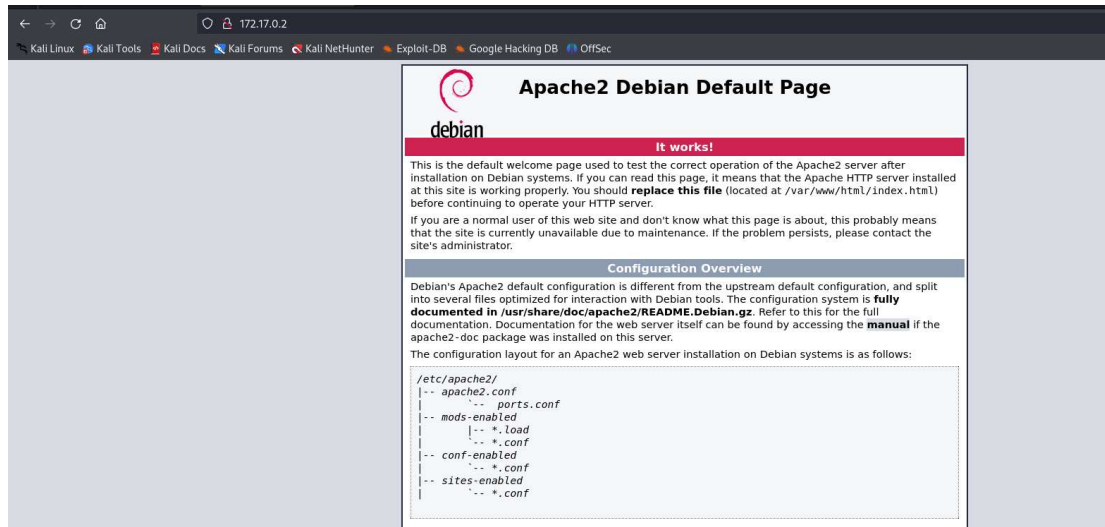 172.17.0.2
Kali Linux Kali Tools Kali Docs Kali Forums Kali NetHunter Exploit-DB Google Hacking DB OffSec
debian
Apache2 Debian Default Page
It works!
This is the default welcome page used to test the correct operation of the Apache2 server after
installation on Debian systems. If you can read this page, it means that the Apache HTTP server installed
at this site is working properly. You should replace this file (located at /var/www/html/index.html)
before continuing to operate your HTTP server.
If you are a normal user of this web site and don't know what this page is about, this probably means
that the site is currently unavailable due to maintenance. If the problem persists, please contact the
site's administrator.
Configuration Overview
Debian's Apache2 default configuration is different from the upstream default configuration, and split
into several files optimized for interaction with Debian tools. The configuration system is fully
documented in /usr/share/doc/apache2/README.Debian.gz. Refer to this for the full
documentation. Documentation for the web server itself can be found by accessing the manual if the
apache2-doc package was installed on this server.
The configuration layout for an Apache2 web server installation on Debian systems is as follows:
/etc/apache2/
|-- apache2.conf
|       `--  ports.conf
|-- mods-enabled
|       |-- *.load
|       `-- *.conf
|-- conf-enabled
|       `-- *.conf
|-- sites-enabled
|       `-- *.conf